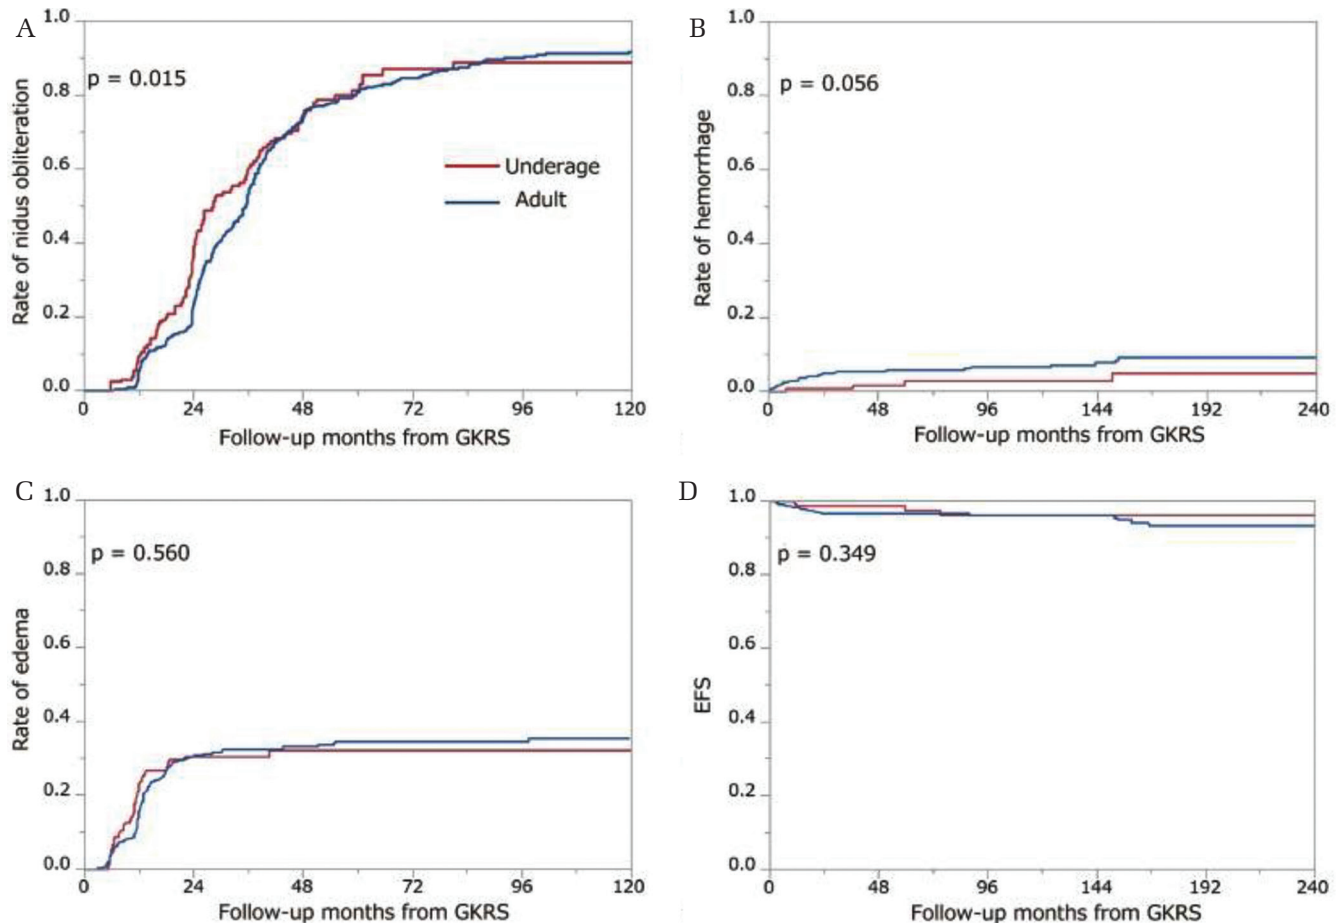 A
1.0
0.8
0.6
0.4
0.2
0.0
Rate of nidus obliteration
p = 0.015
Underage
Adult
0 24 48 72 96 120
Follow-up months from GKRS
B
1.0
0.8
0.6
0.4
0.2
0.0
Rate of hemorrhage
p = 0.056
0 48 96 144 192 240
Follow-up months from GKRS
C
1.0
0.8
0.6
0.4
0.2
0.0
Rate of edema
p = 0.560
0 24 48 72 96 120
Follow-up months from GKRS
D
1.0
0.8
0.6
0.4
0.2
0.0
EFS
p = 0.349
0 48 96 144 192 240
Follow-up months from GKRS